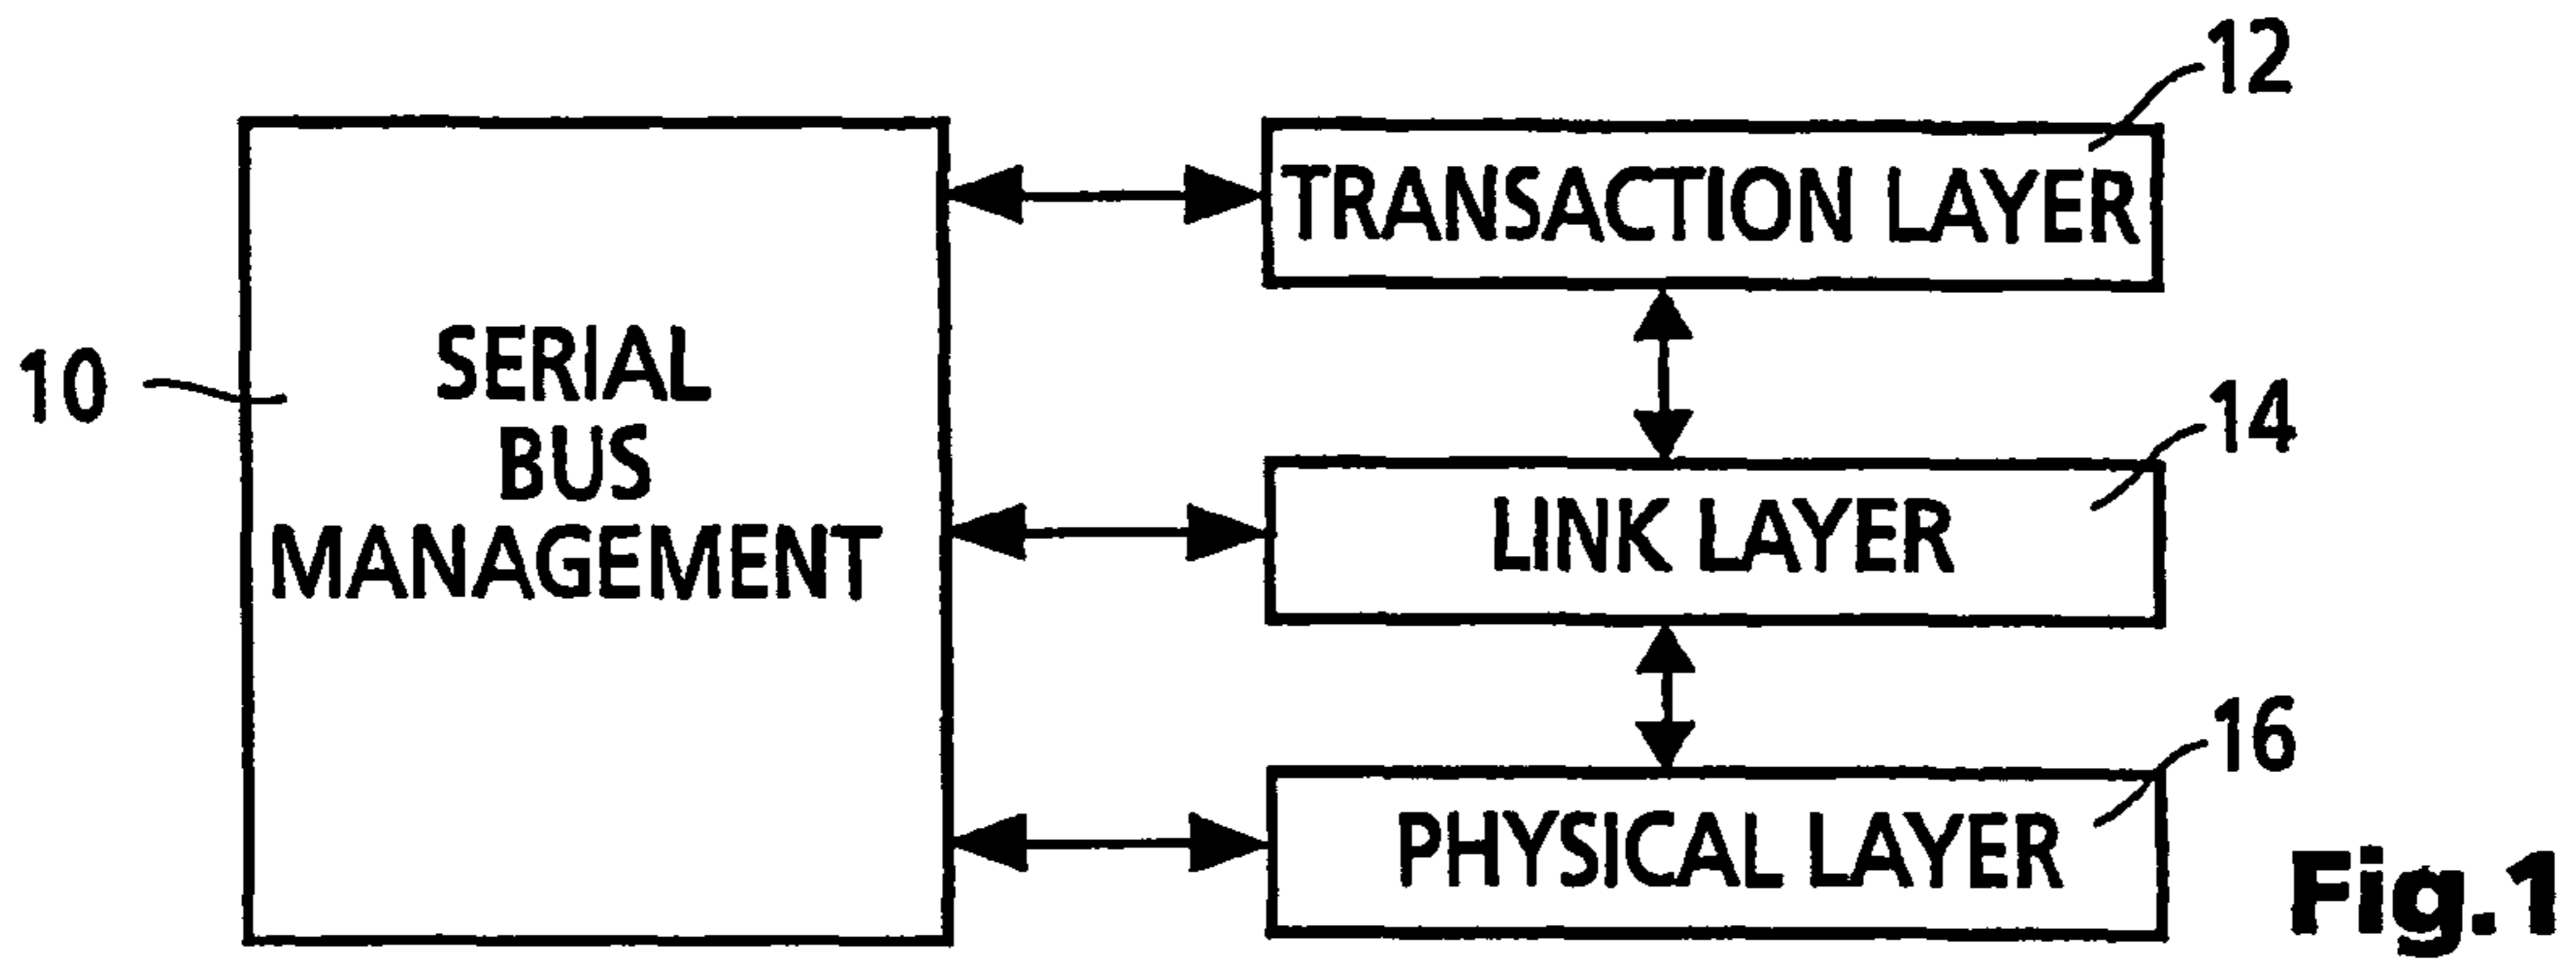 12
TRANSACTION LAYER
10
SERIAL
BUS
MANAGEMENT
14
LINK LAYER
16
PHYSICAL LAYER
Fig.1